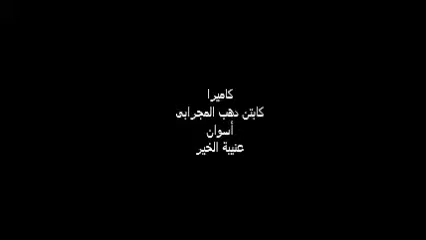 كاميرا
كابتن دهب المجرابى
أسوان
عنيبة الخير